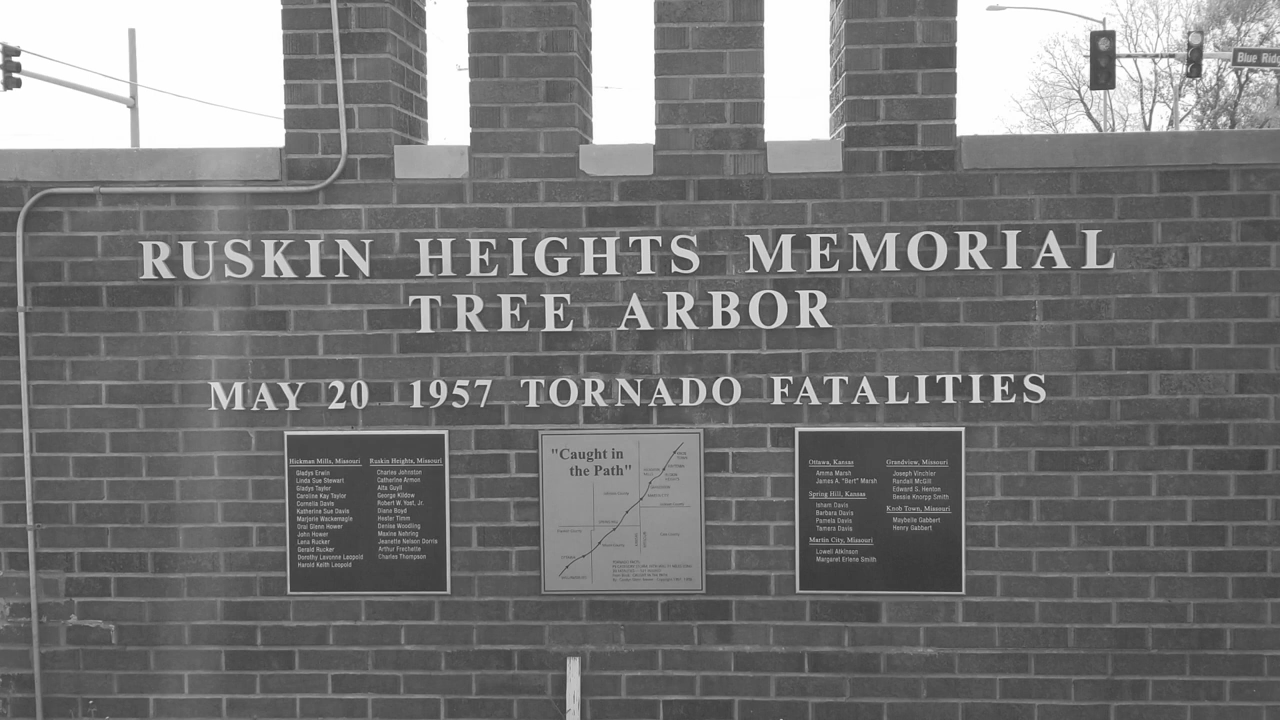 Blue Ridg
RUSKIN HEIGHTS MEMORIAL
TREE ARBOR
MAY 20 1957 TORNADO FATALITIES
Hickman Mills, Missouri
Gladys Erwin
Linda Sue Stewart
Gladys Taylor
Caroline Kay Taylor
Cornelia Davis
Katherine Sue Davis
Marjorie Wackernagle
Oral Glenn Hower
John Hower
Lana Rucker
Gerald Rucker
Dorothy Lavonne Leopold
Harold Keith Leopold
Ruskin Heights, Missouri
Charles Johnston
Catherine Armon
Alta Guyll
George Kildow
Robert W. Yost, Jr.
Diane Boyd
Hester Timm
Denise Woodling
Maxine Nehring
Jeanette Nelson Dorris
Arthur Frechette
Charles Thompson
"Caught in
the Path"
Ottawa, Kansas
Amma Marsh
James A. "Bert" Marsh
Spring Hill, Kansas
Isham Davis
Barbara Davis
Pamela Davis
Tamera Davis
Martin City, Missouri
Lowell Atkinson
Margaret Erlene Smith
Grandview, Missouri
Joseph Vinchier
Randall McGill
Edward S. Henton
Bessie Knorpp Smith
Knob Town, Missouri
Maybelle Gabbert
Henry Gabbert